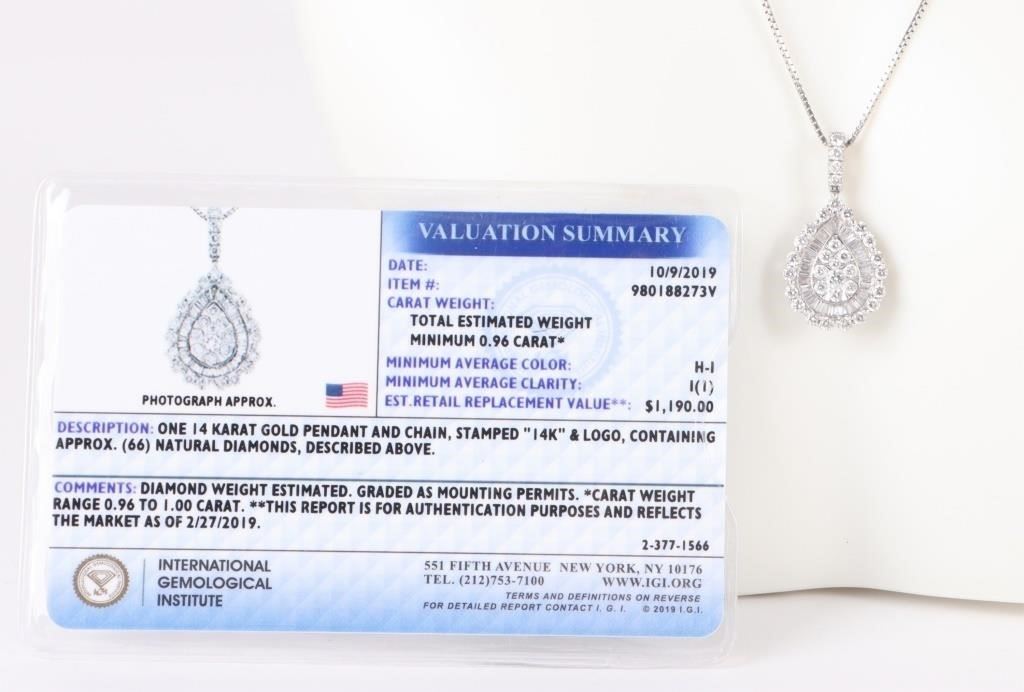 VALUATION SUMMARY
DATE: 10/9/2019
ITEM #: 980188273V
CARAT WEIGHT:
TOTAL ESTIMATED WEIGHT
MINIMUM 0.96 CARAT*
MINIMUM AVERAGE COLOR: H-I
MINIMUM AVERAGE CLARITY: I(1)
EST.RETAIL REPLACEMENT VALUE**: $1,190.00
PHOTOGRAPH APPROX.
DESCRIPTION: ONE 14 KARAT GOLD PENDANT AND CHAIN, STAMPED "14K" & LOGO, CONTAINING
APPROX. (66) NATURAL DIAMONDS, DESCRIBED ABOVE.
COMMENTS: DIAMOND WEIGHT ESTIMATED. GRADED AS MOUNTING PERMITS. *CARAT WEIGHT
RANGE 0.96 TO 1.00 CARAT. **THIS REPORT IS FOR AUTHENTICATION PURPOSES AND REFLECTS
THE MARKET AS OF 2/27/2019.
2-377-1566
INTERNATIONAL
GEMOLOGICAL
INSTITUTE
551 FIFTH AVENUE NEW YORK, NY 10176
TEL. (212)753-7100 WWW.IGI.ORG
TERMS AND DEFINITIONS ON REVERSE
FOR DETAILED REPORT CONTACT I. G. I. © 2019 I.G.I.